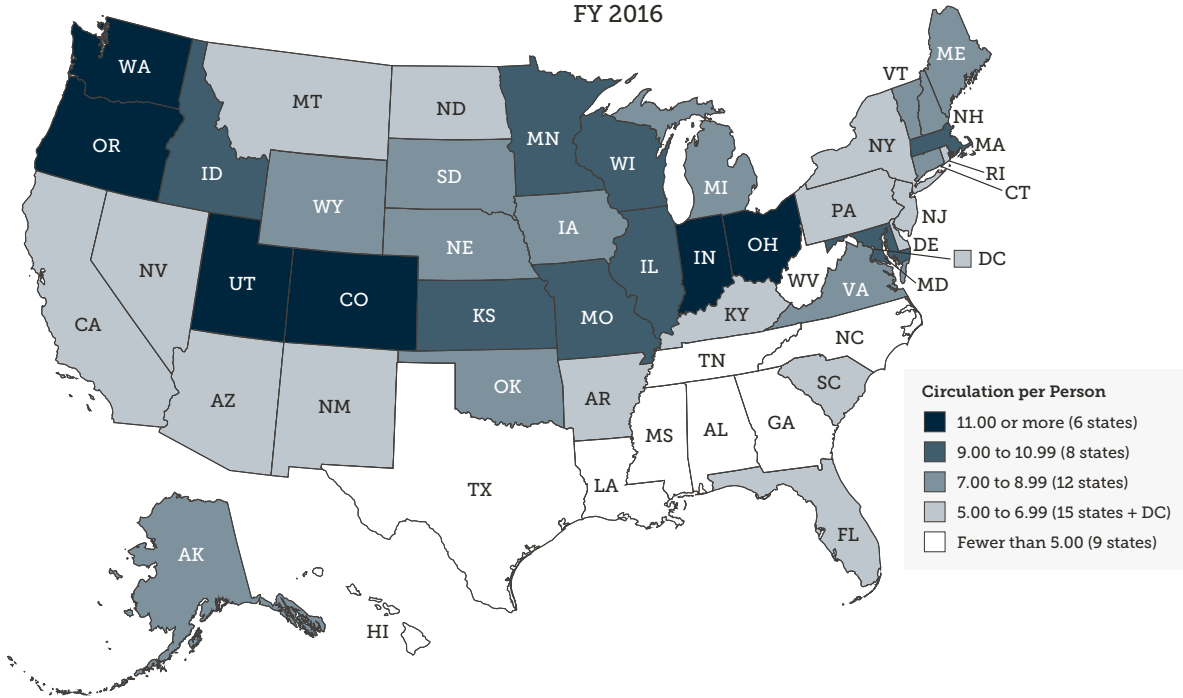 FY 2016
WA
MT
ND
MN
VT
ME
NH
OR
ID
SD
WI
NY
MA
WY
MI
RI
CT
IA
PA
NJ
NE
DE
NV
UT
CO
IL
IN
OH
DC
WV
MD
KS
MO
VA
CA
KY
NC
AZ
NM
OK
AR
TN
SC
MS
AL
GA
TX
LA
FL
AK
HI
Circulation per Person
11.00 or more (6 states)
9.00 to 10.99 (8 states)
7.00 to 8.99 (12 states)
5.00 to 6.99 (15 states + DC)
Fewer than 5.00 (9 states)